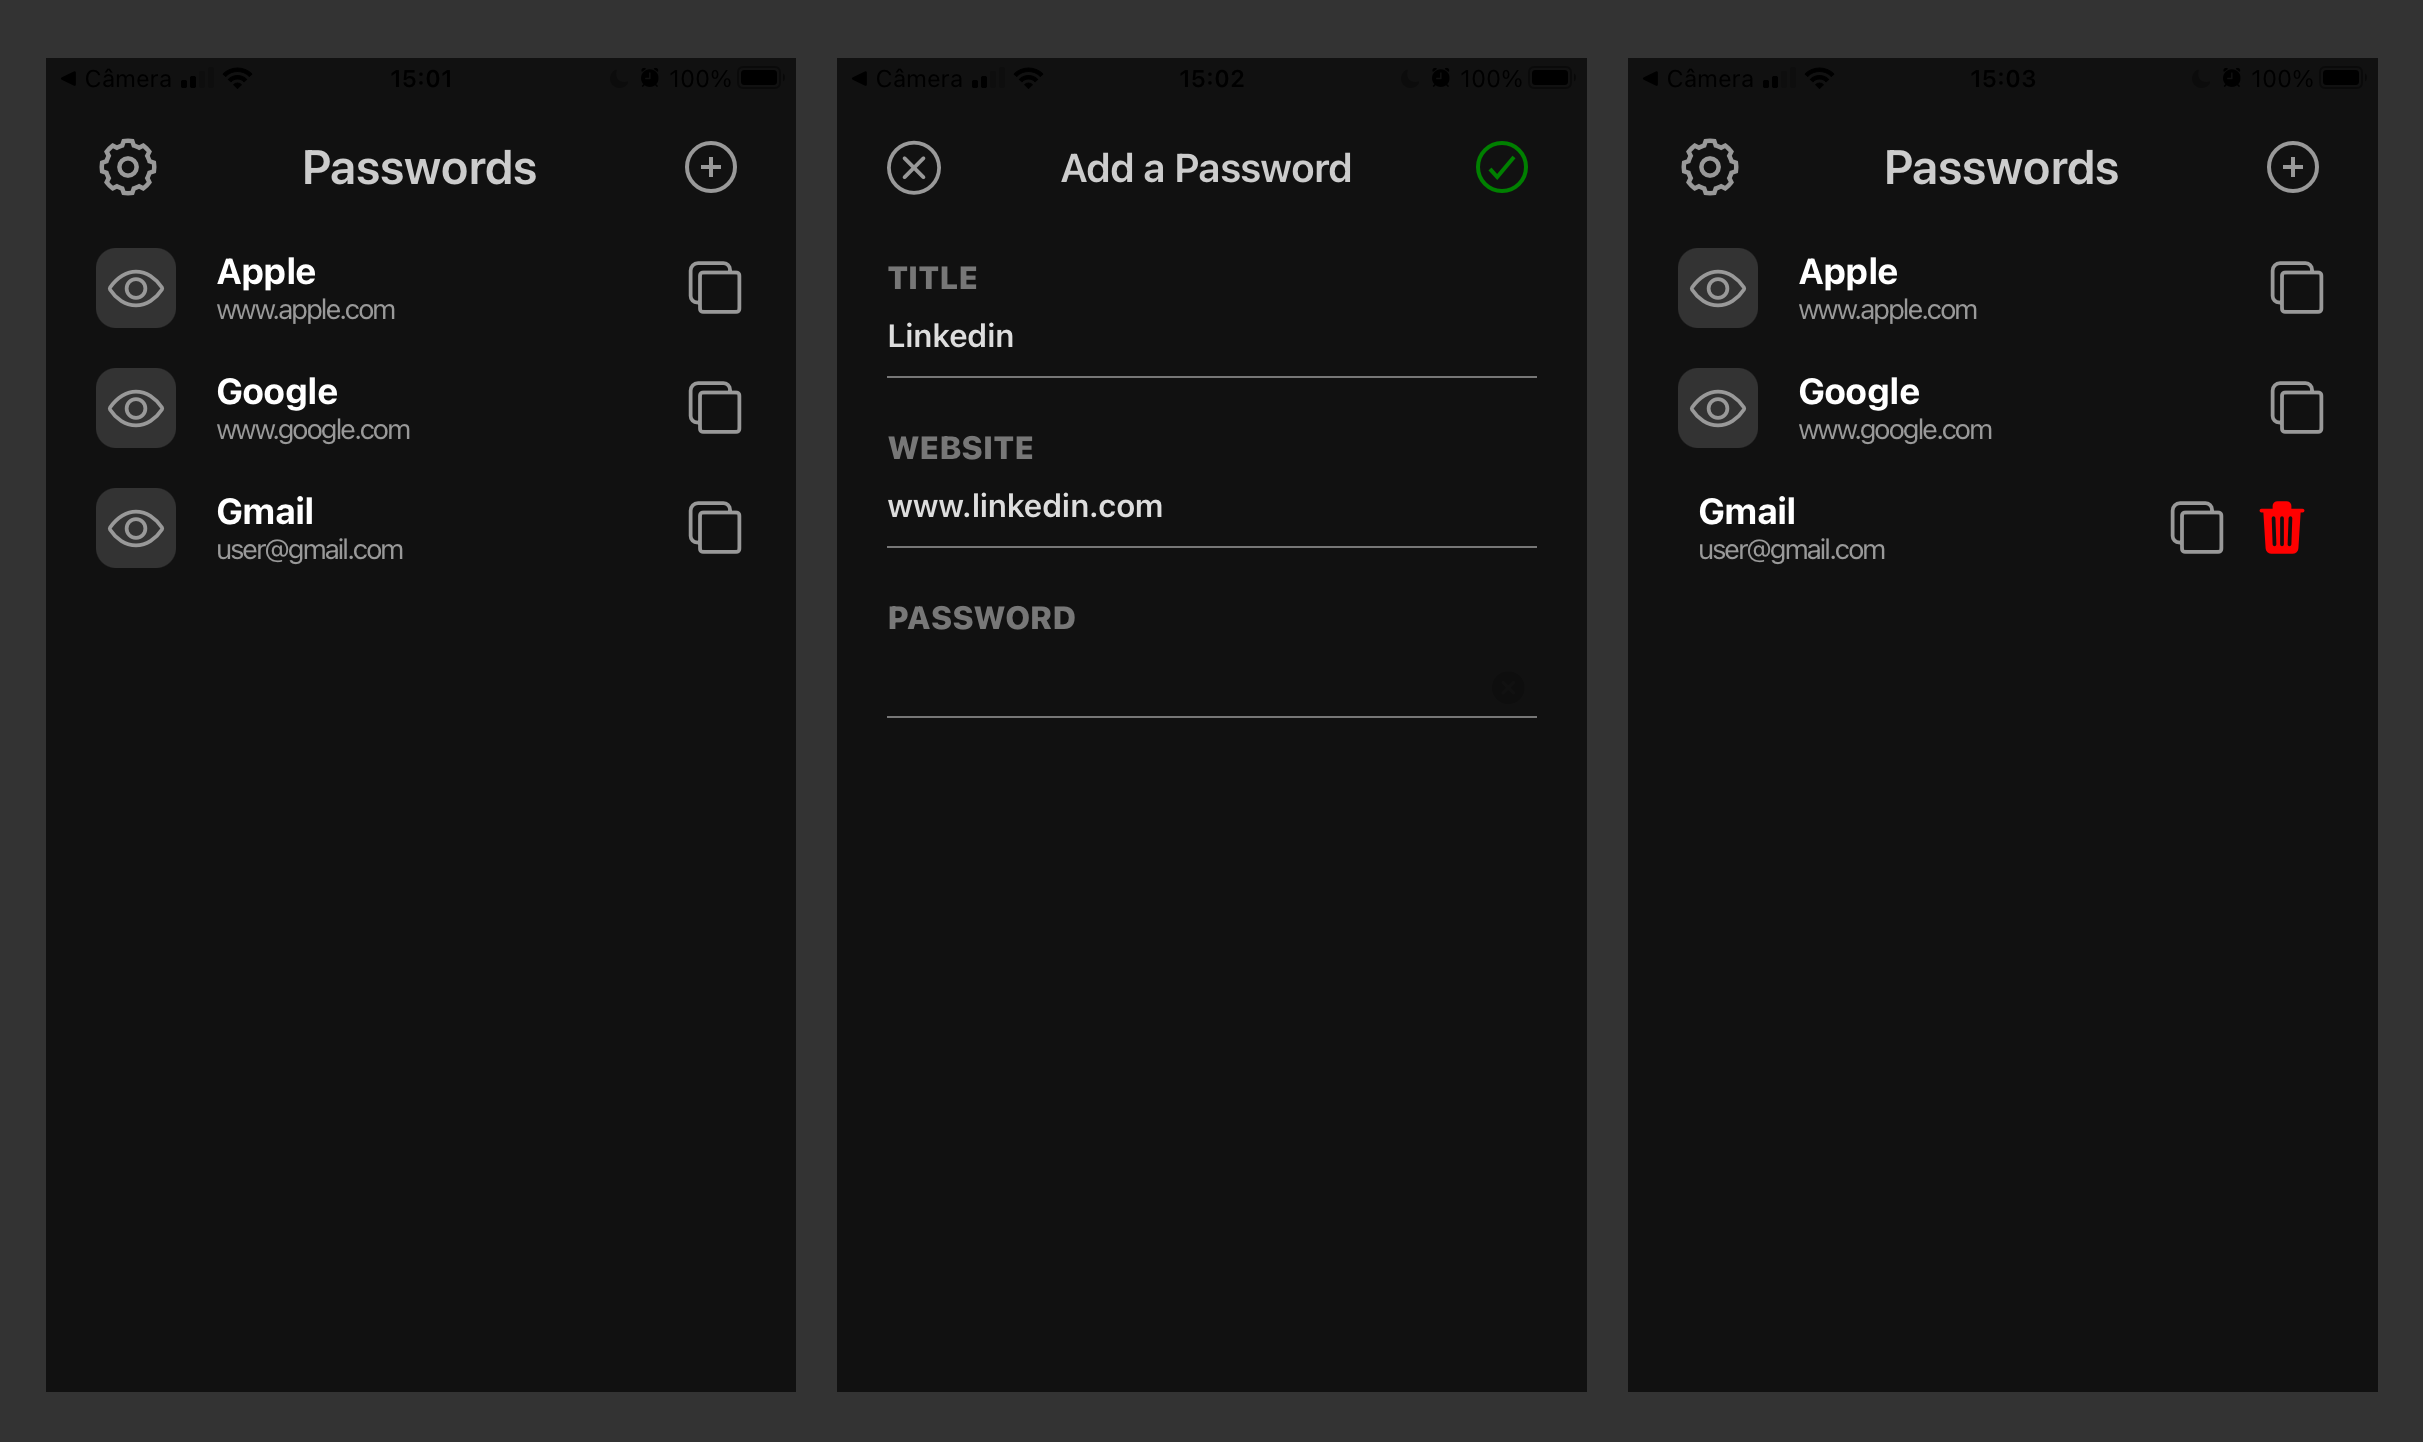 Câmera 15:01 100%
Passwords
Apple
www.apple.com
Google
www.google.com
Gmail
user@gmail.com
Câmera 15:02 100%
Add a Password
TITLE
Linkedin
WEBSITE
www.linkedin.com
PASSWORD
Câmera 15:03 100%
Passwords
Apple
www.apple.com
Google
www.google.com
Gmail
user@gmail.com